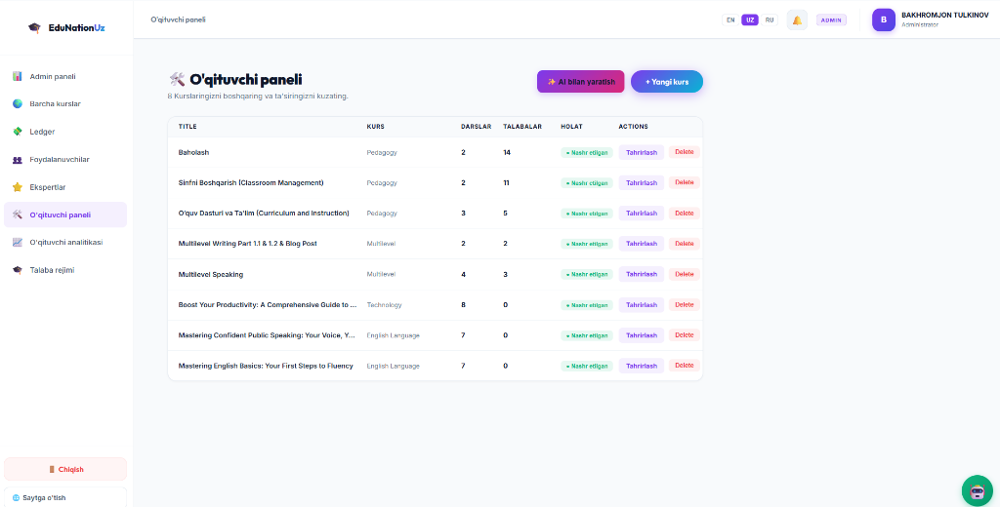 EduNationUz
O'qituvchi paneli
EN UZ RU
ADMIN
B
BAKHROMJON TULKINOV
Administrator
Admin paneli
Barcha kurslar
Ledger
Foydalanuvchilar
Ekspertlar
O'qituvchi paneli
O'qituvchi analitikasi
Talaba rejimi
Chiqish
Saytga o'tish
O'qituvchi paneli
8 Kurslaringizni boshqaring va ta'siringizni kuzating.
AI bilan yaratish
+ Yangi kurs
TITLE KURS DARSLAR TALABALAR HOLAT ACTIONS
Baholash Pedagogy 2 14 • Nashr etilgan Tahrirlash Delete
Sinfni Boshqarish (Classroom Management) Pedagogy 2 11 • Nashr etilgan Tahrirlash Delete
O'quv Dasturi va Ta'lim (Curriculum and Instruction) Pedagogy 3 5 • Nashr etilgan Tahrirlash Delete
Multilevel Writing Part 1.1 & 1.2 & Blog Post Multilevel 2 2 • Nashr etilgan Tahrirlash Delete
Multilevel Speaking Multilevel 4 3 • Nashr etilgan Tahrirlash Delete
Boost Your Productivity: A Comprehensive Guide to ... Technology 8 0 • Nashr etilgan Tahrirlash Delete
Mastering Confident Public Speaking: Your Voice, Y... English Language 7 0 • Nashr etilgan Tahrirlash Delete
Mastering English Basics: Your First Steps to Fluency English Language 7 0 • Nashr etilgan Tahrirlash Delete